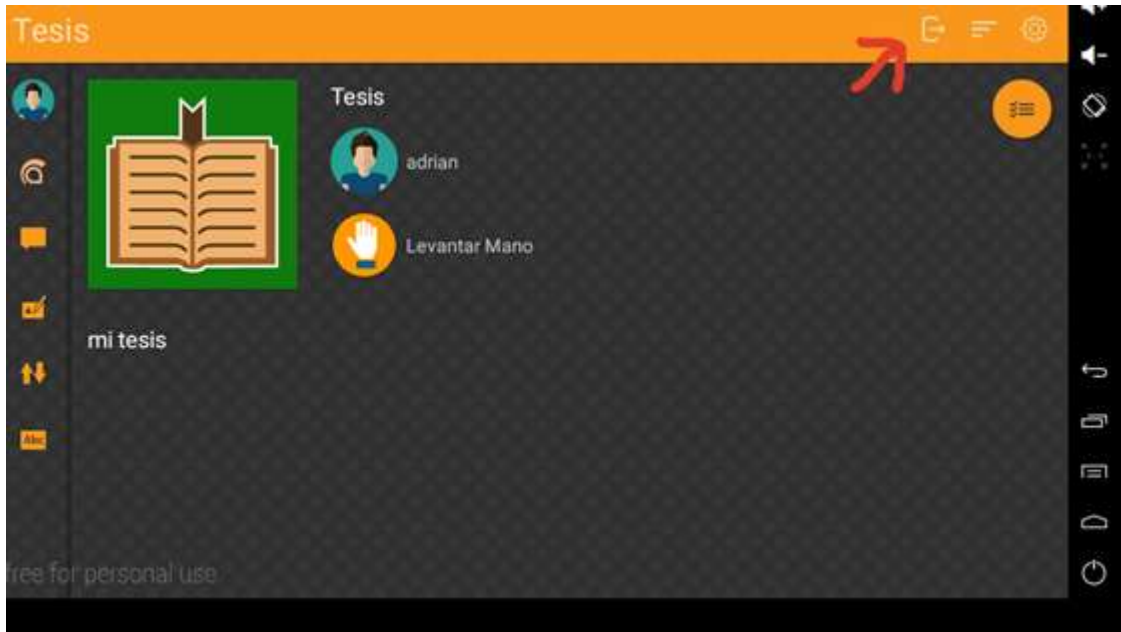 Tesis
Tesis
adrian
Levantar Mano
mi tesis
Abc
free for personal use